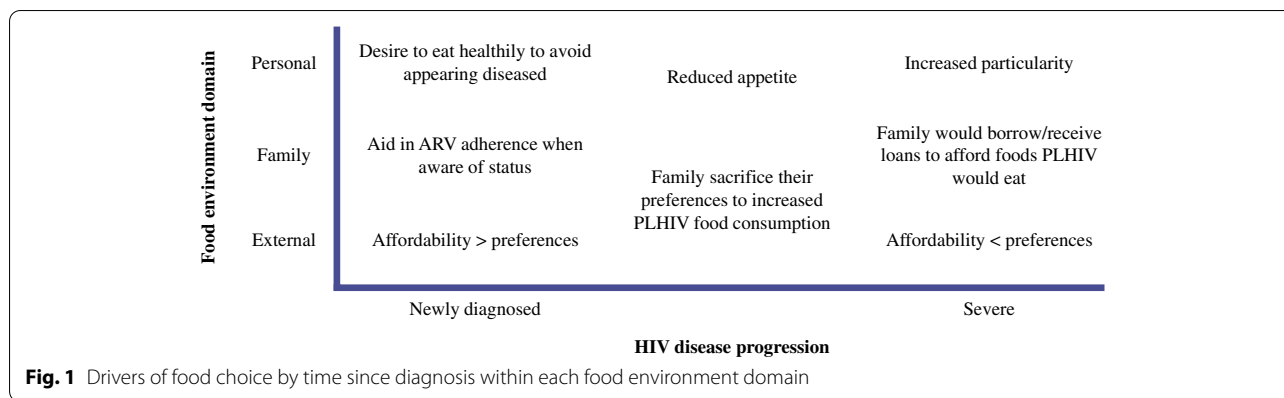 Food environment domain
Personal
Desire to eat healthily to avoid
appearing diseased
Reduced appetite
Increased particularity
Family
Aid in ARV adherence when
aware of status
Family sacrifice their
preferences to increased
PLHIV food consumption
Family would borrow/receive
loans to afford foods PLHIV
would eat
External
Affordability > preferences
Affordability < preferences
Newly diagnosed
Severe
HIV disease progression
Fig. 1 Drivers of food choice by time since diagnosis within each food environment domain